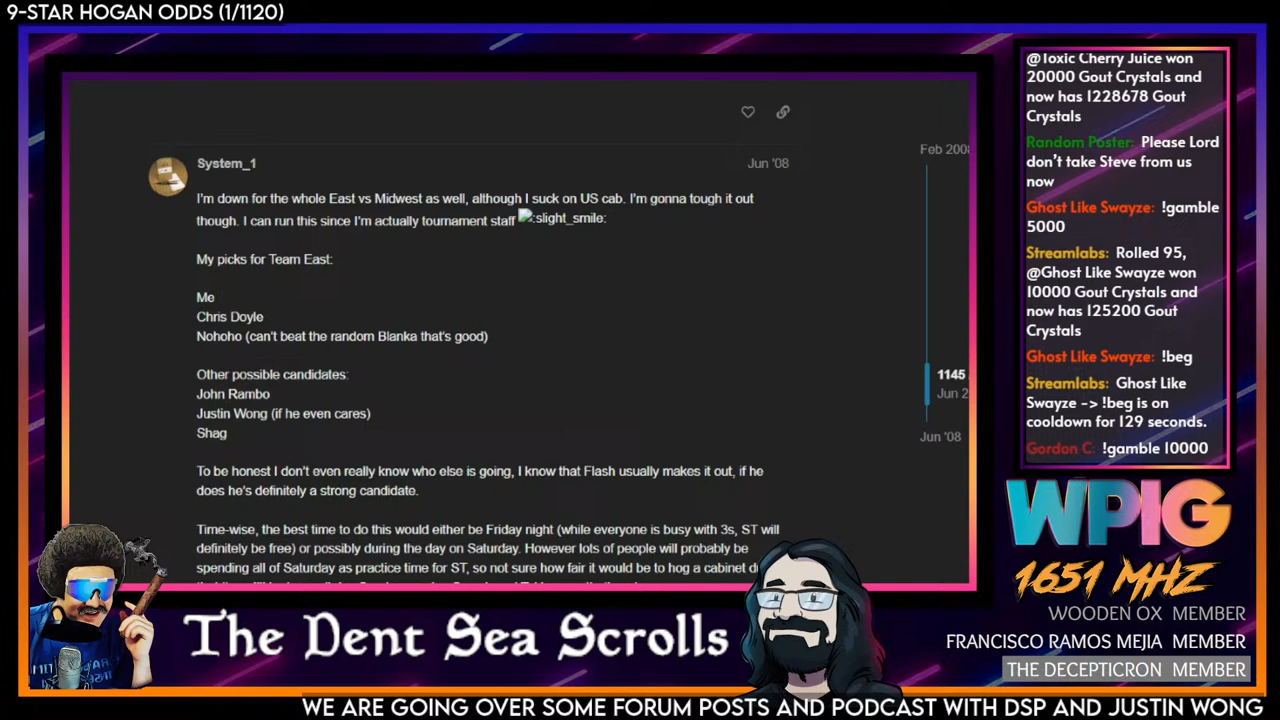 9-STAR HOGAN ODDS (1/1120)
System_1
Jun '08
I'm down for the whole East vs Midwest as well, although I suck on US cab. I'm gonna tough it out
though. I can run this since I'm actually tournament staff :slight_smile:
My picks for Team East:
Me
Chris Doyle
Nohoho (can't beat the random Blanka that's good)
Other possible candidates:
John Rambo
Justin Wong (if he even cares)
Shag
To be honest I don't even really know who else is going, I know that Flash usually makes it out, if he
does he's definitely a strong candidate.
Time-wise, the best time to do this would either be Friday night (while everyone is busy with 3s, ST will
definitely be free) or possibly during the day on Saturday. However lots of people will probably be
spending all of Saturday as practice time for ST, so not sure how fair it would be to hog a cabinet
Feb 2008
1145
Jun 2
Jun '08
@Toxic Cherry Juice won
20000 Gout Crystals and
now has 1228678 Gout
Crystals
Random Poster: Please Lord
don't take Steve from us
now
Ghost Like Swayze: !gamble
5000
Streamlabs: Rolled 95,
@Ghost Like Swayze won
10000 Gout Crystals and
now has 125200 Gout
Crystals
Ghost Like Swayze: !beg
Streamlabs: Ghost Like
Swayze -> !beg is on
cooldown for 129 seconds.
Gordon C: !gamble 10000
WPIG
1651 MHZ
WOODEN OX MEMBER
FRANCISCO RAMOS MEJIA MEMBER
THE DECEPTICRON MEMBER
The Dent Sea Scrolls
WE ARE GOING OVER SOME FORUM POSTS AND PODCAST WITH DSP AND JUSTIN WONG